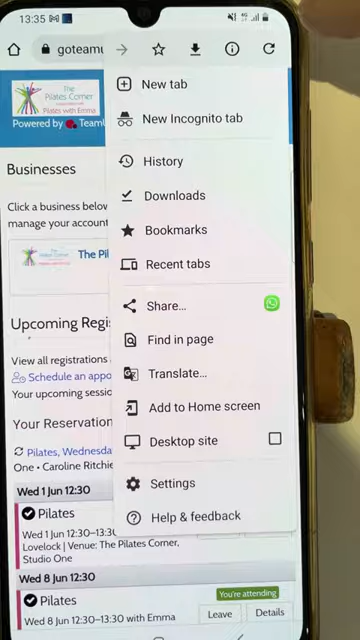 13:35
goteamu
The
Pilates Corner
Pilates with Emma
Powered by TeamU
New tab
New Incognito tab
History
Downloads
Bookmarks
Recent tabs
Share...
Find in page
Translate...
Add to Home screen
Desktop site
Settings
Help & feedback
Businesses
Click a business below
manage your account
The Pil
Upcoming Regi
View all registrations
Schedule an appo
Your upcoming sessio
Your Reservation
Pilates, Wednesda
One • Caroline Ritchie
Wed 1 Jun 12:30
Pilates
Wed 1 Jun 12:30–13:30
Lovelock | Venue: The Pilates Corner,
Studio One
Wed 8 Jun 12:30
You're attending
Pilates
Wed 8 Jun 12:30–13:30 with Emma
Leave
Details